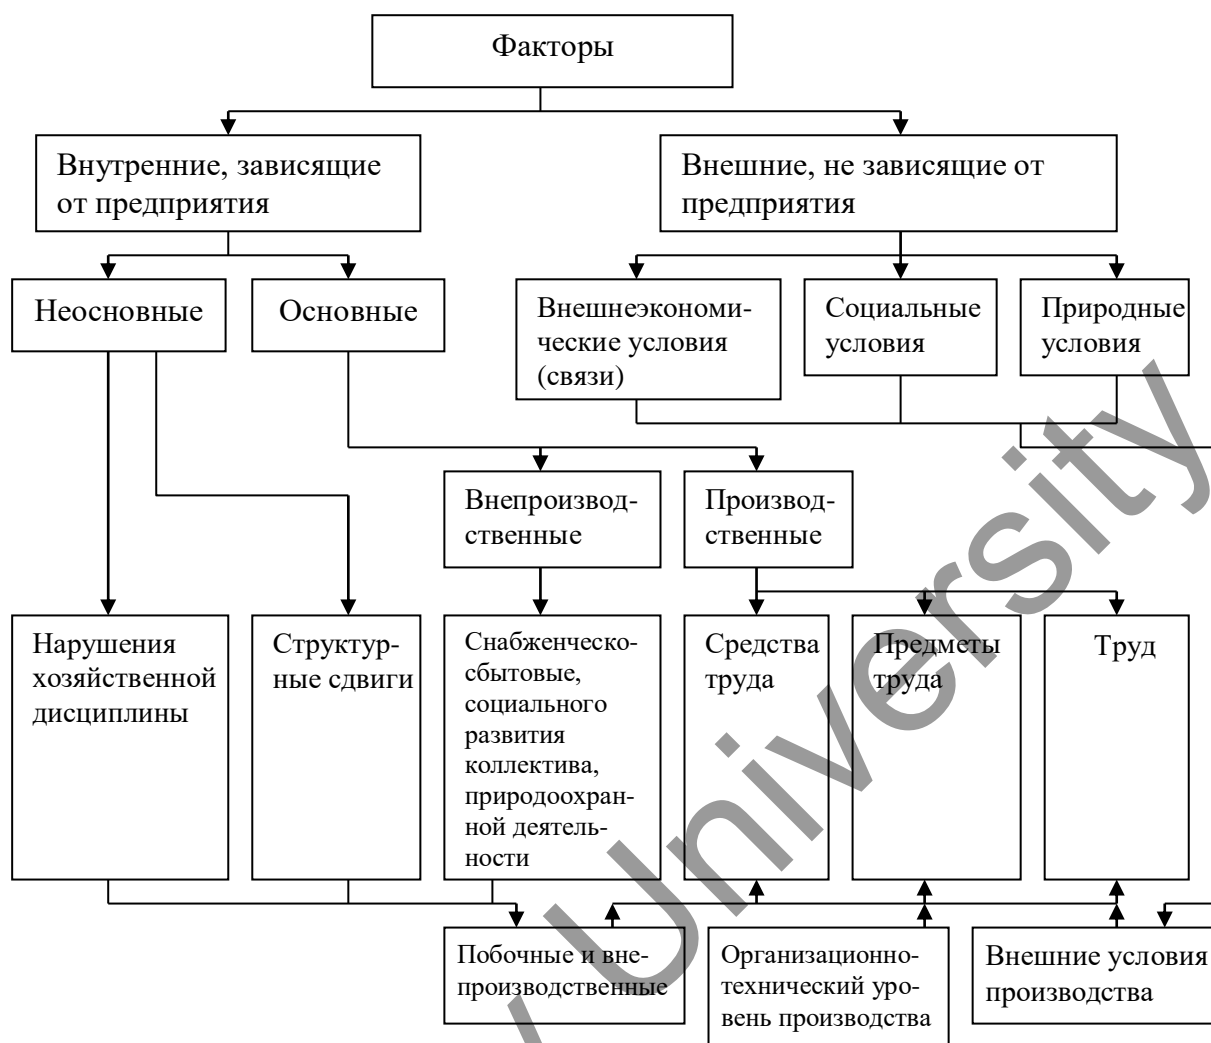 Факторы
Внутренние, зависящие
от предприятия
Внешние, не зависящие от
предприятия
Неосновные
Основные
Внешнеэкономи-
ческие условия
(связи)
Социальные
условия
Природные
условия
Внепроизвод-
ственные
Производ-
ственные
Нарушения
хозяйственной
дисциплины
Структур-
ные сдвиги
Снабженческо-
сбытовые,
социального
развития
коллектива,
природоохран-
ной деятель-
ности
Средства
труда
Предметы
труда
Труд
Побочные и вне-
производственные
Организационно-
технический уро-
вень производства
Внешние условия
производства
University